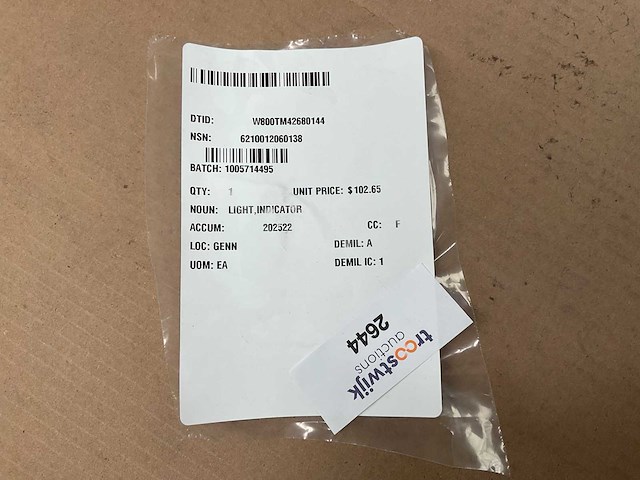 DTID: W800TM42680144
NSN: 6210012060138
BATCH: 1005714495
QTY: 1 UNIT PRICE: $102.65
NOUN: LIGHT,INDICATOR
ACCUM: 202522 CC: F
LOC: GENN DEMIL: A
UOM: EA DEMIL IC: 1
2644
troostwijk
auctions